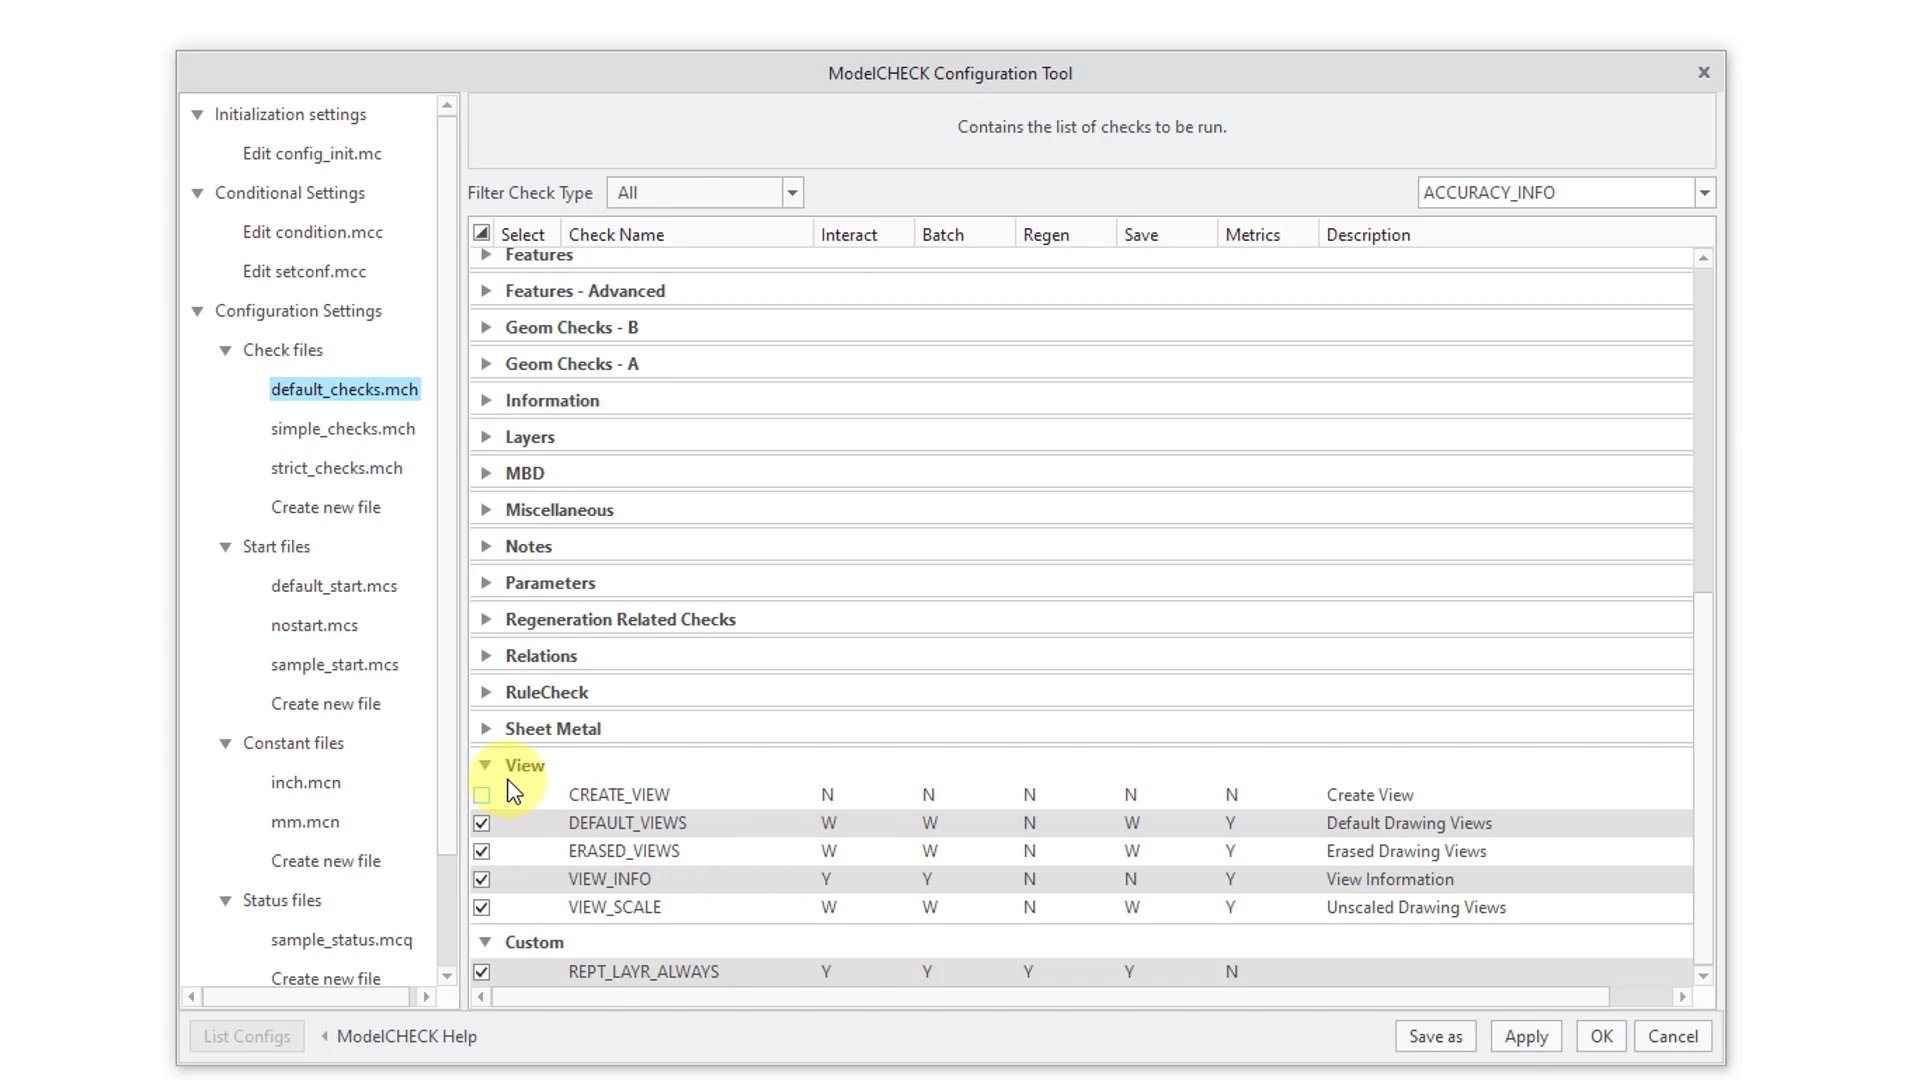 ModelCHECK Configuration Tool
Initialization settings
Edit config_init.mc
Conditional Settings
Edit condition.mcc
Edit setconf.mcc
Configuration Settings
Check files
default_checks.mch
simple_checks.mch
strict_checks.mch
Create new file
Start files
default_start.mcs
nostart.mcs
sample_start.mcs
Create new file
Constant files
inch.mcn
mm.mcn
Create new file
Status files
sample_status.mcq
Create new file
Contains the list of checks to be run.
Filter Check Type All ACCURACY_INFO
Select Check Name Interact Batch Regen Save Metrics Description
Features
Features - Advanced
Geom Checks - B
Geom Checks - A
Information
Layers
MBD
Miscellaneous
Notes
Parameters
Regeneration Related Checks
Relations
RuleCheck
Sheet Metal
View
CREATE_VIEW N N N N N Create View
DEFAULT_VIEWS W W N W Y Default Drawing Views
ERASED_VIEWS W W N W Y Erased Drawing Views
VIEW_INFO Y Y N N Y View Information
VIEW_SCALE W W N W Y Unscaled Drawing Views
Custom
REPT_LAYR_ALWAYS Y Y Y Y N
List Configs ModelCHECK Help Save as Apply OK Cancel